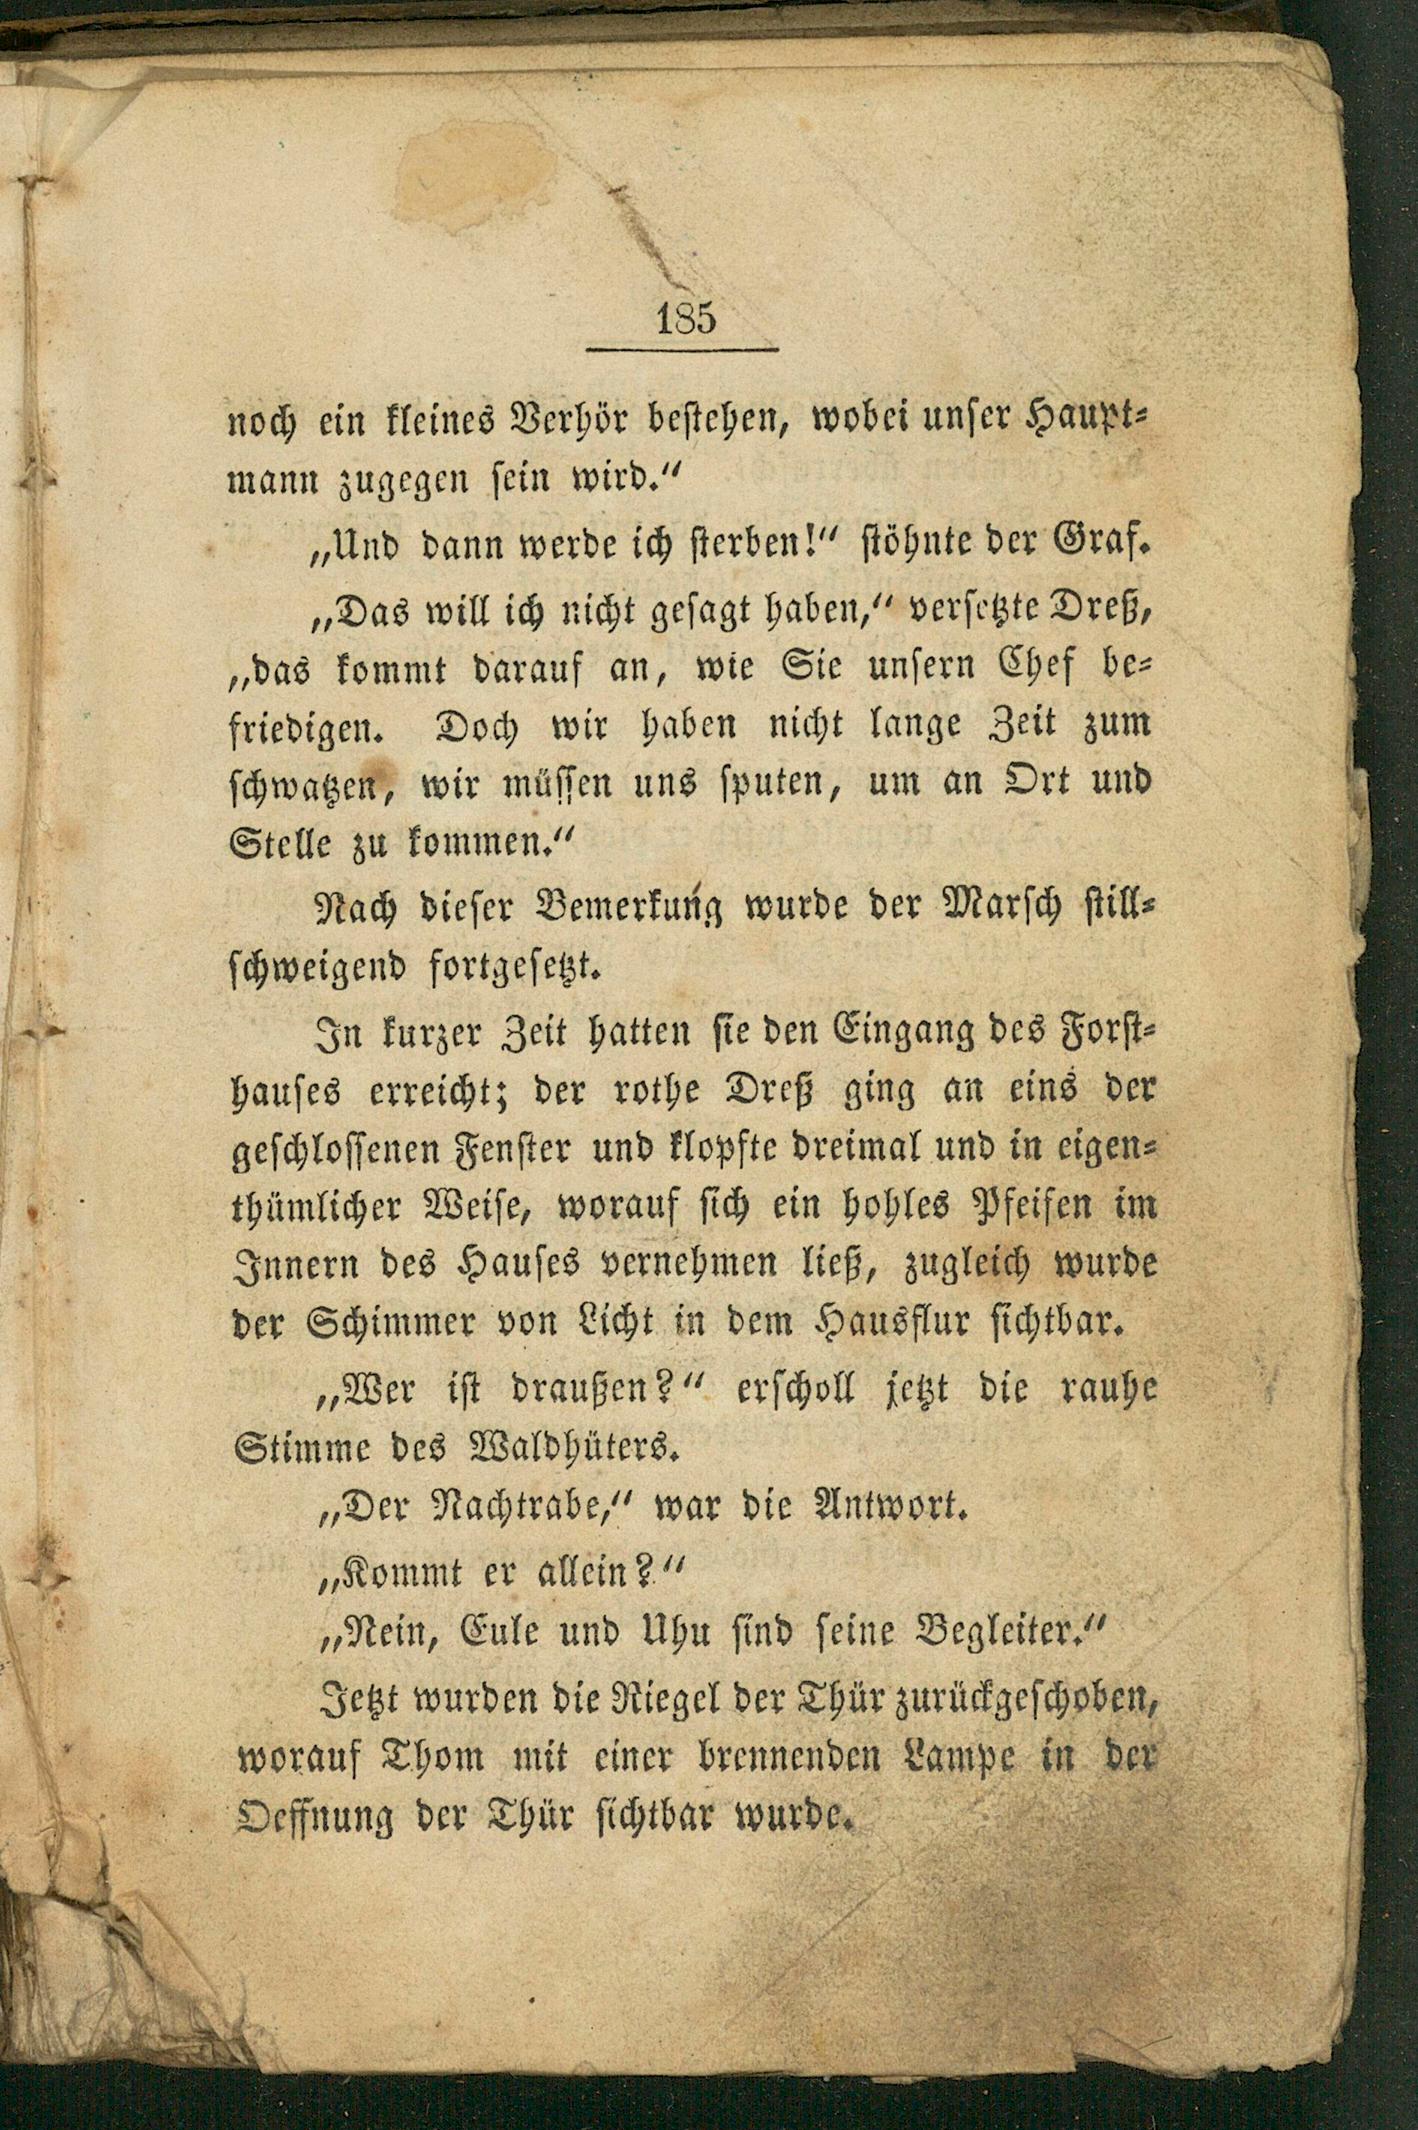 185
noch ein kleines Verhör bestehen, wobei unser Haupt-
mann zugegen sein wird.“
„Und dann werde ich sterben!“ stöhnte der Graf.
„Das will ich nicht gesagt haben,“ versetzte Dreß,
„das kommt darauf an, wie Sie unsern Chef be-
friedigen. Doch wir haben nicht lange Zeit zum
schwatzen, wir müssen uns sputen, um an Ort und
Stelle zu kommen.“
Nach dieser Bemerkung wurde der Marsch still-
schweigend fortgesetzt.
In kurzer Zeit hatten sie den Eingang des Forst-
hauses erreicht; der rothe Dreß ging an eins der
geschlossenen Fenster und klopfte dreimal und in eigen-
thümlicher Weise, worauf sich ein hohles Pfeifen im
Innern des Hauses vernehmen ließ, zugleich wurde
der Schimmer von Licht in dem Hausflur sichtbar.
„Wer ist draußen?“ erscholl jetzt die rauhe
Stimme des Waldhüters.
„Der Nachtrabe,“ war die Antwort.
„Kommt er allein?“
„Nein, Eule und Uhu sind seine Begleiter.“
Jetzt wurden die Riegel der Thür zurückgeschoben,
worauf Thom mit einer brennenden Lampe in der
Oeffnung der Thür sichtbar wurde.